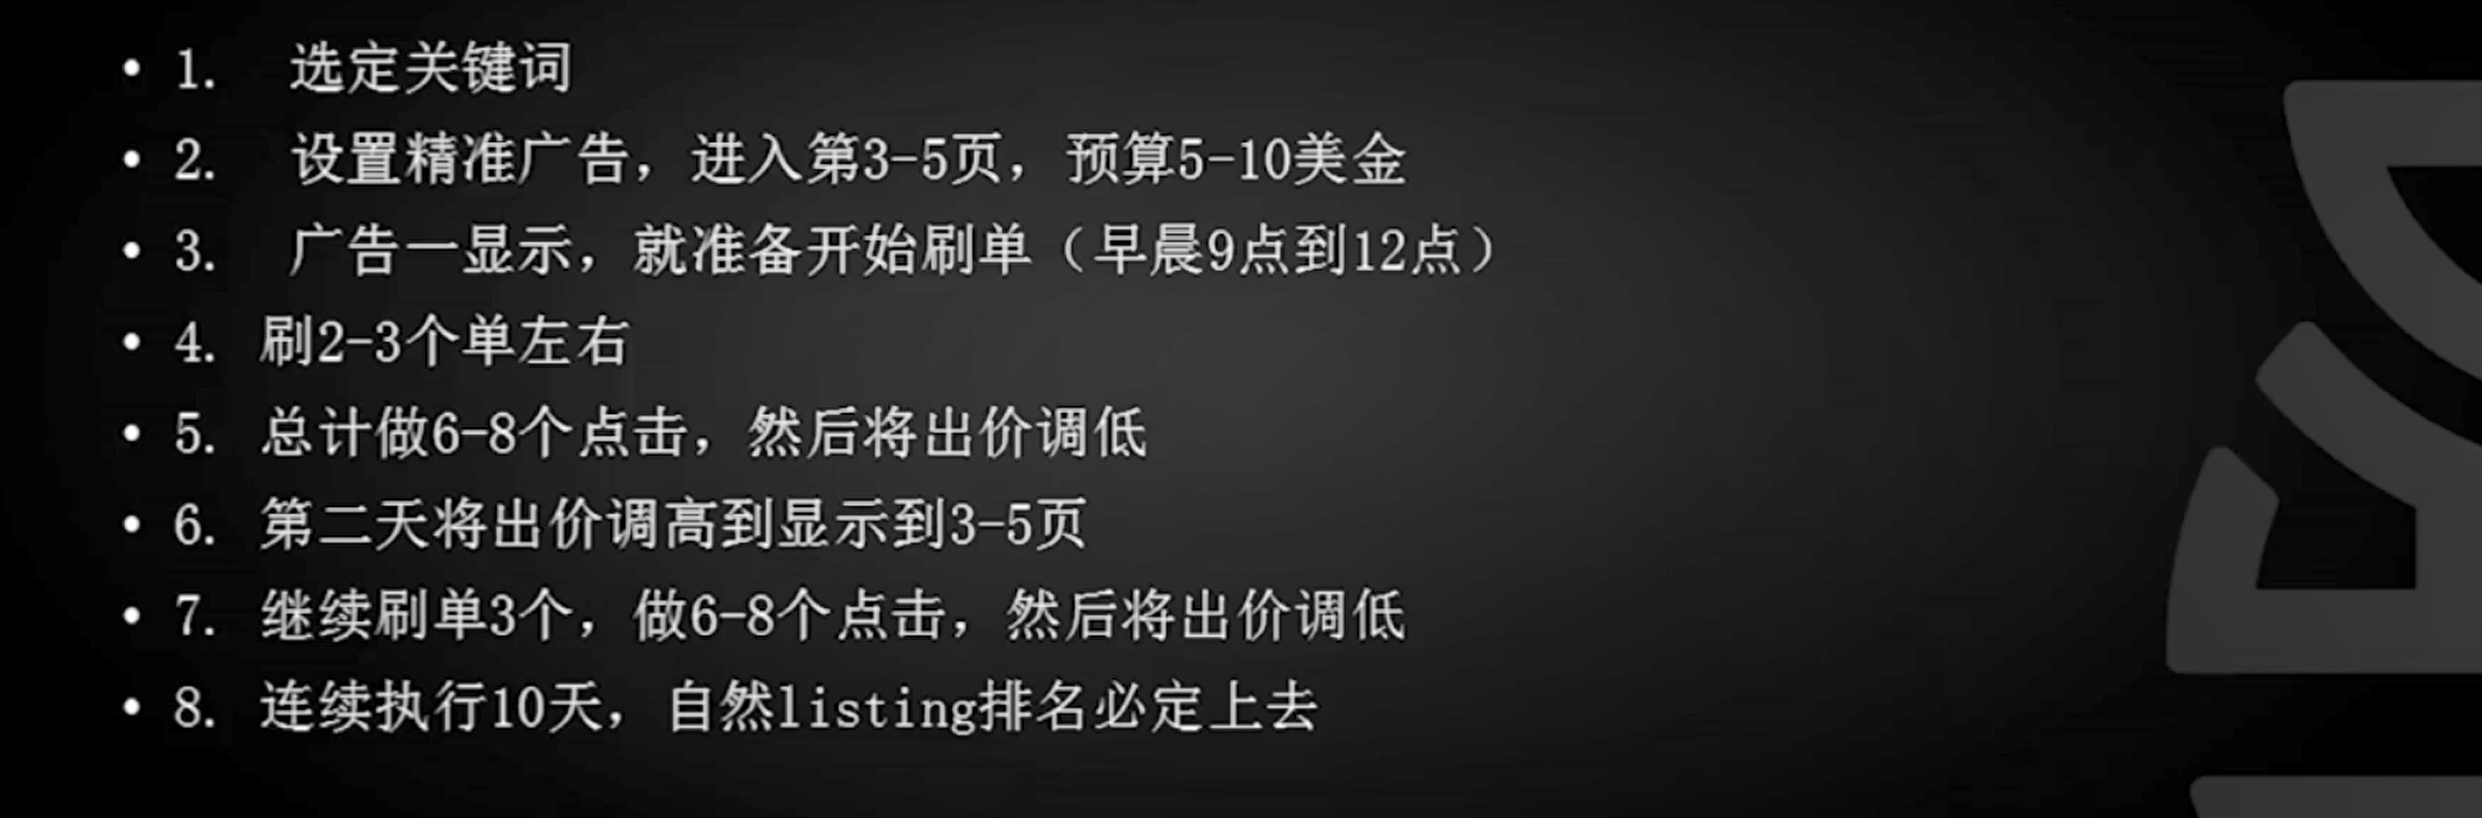 • 1. 选定关键词
• 2. 设置精准广告，进入第3-5页，预算5-10美金
• 3. 广告一显示，就准备开始刷单（早晨9点到12点）
• 4. 刷2-3个单左右
• 5. 总计做6-8个点击，然后将出价调低
• 6. 第二天将出价调高到显示到3-5页
• 7. 继续刷单3个，做6-8个点击，然后将出价调低
• 8. 连续执行10天，自然listing排名必定上去